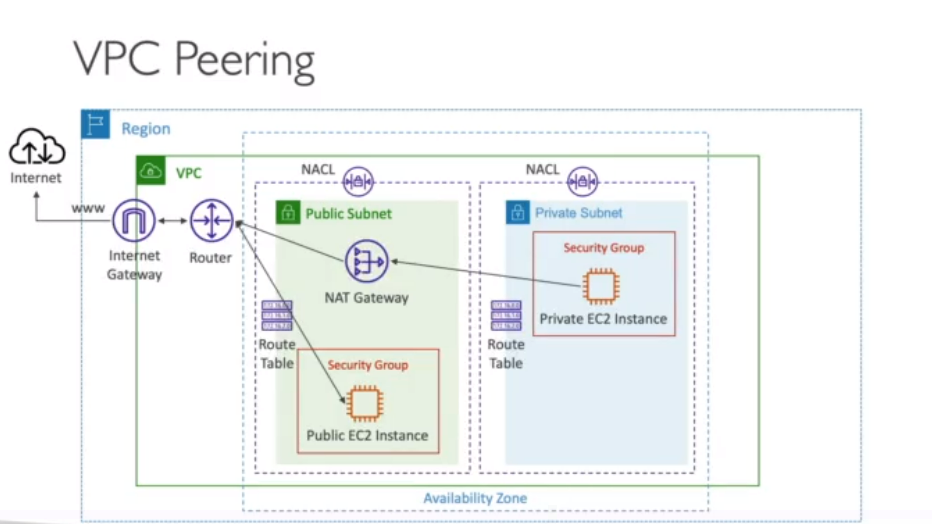 VPC Peering
Region
Internet
VPC
NACL
NACL
www
Public Subnet
Private Subnet
Internet
Gateway
Router
NAT Gateway
Security Group
Private EC2 Instance
Route
Table
Route
Table
Security Group
Public EC2 Instance
Availability Zone